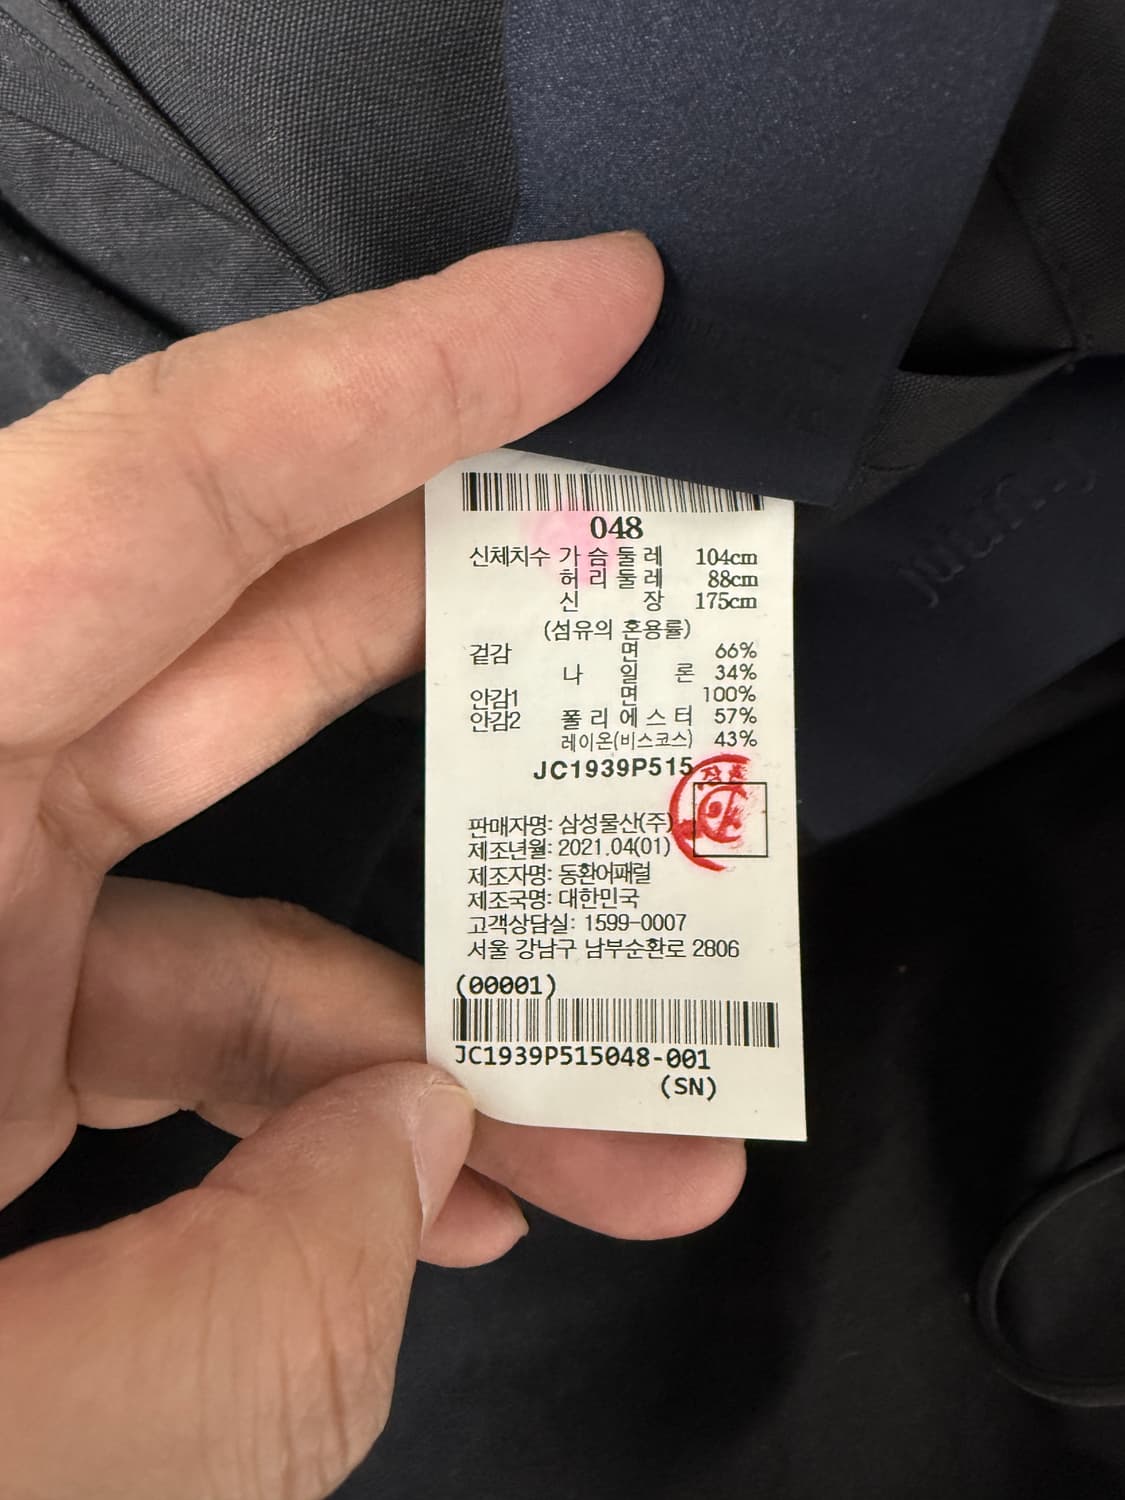 048
신체치수 가슴둘레 104cm
허리둘레 88cm
신장 175cm
(섬유의 혼용률)
겉감 면 66%
나일론 34%
안감1 면 100%
안감2 폴리에스터 57%
레이온(비스코스) 43%
JC1939P515
판매자명: 삼성물산(주)
제조년월: 2021.04(01)
제조자명: 동환어패럴
제조국명: 대한민국
고객상담실: 1599-0007
서울 강남구 남부순환로 2806
(00001)
JC1939P515048-001
(SN)